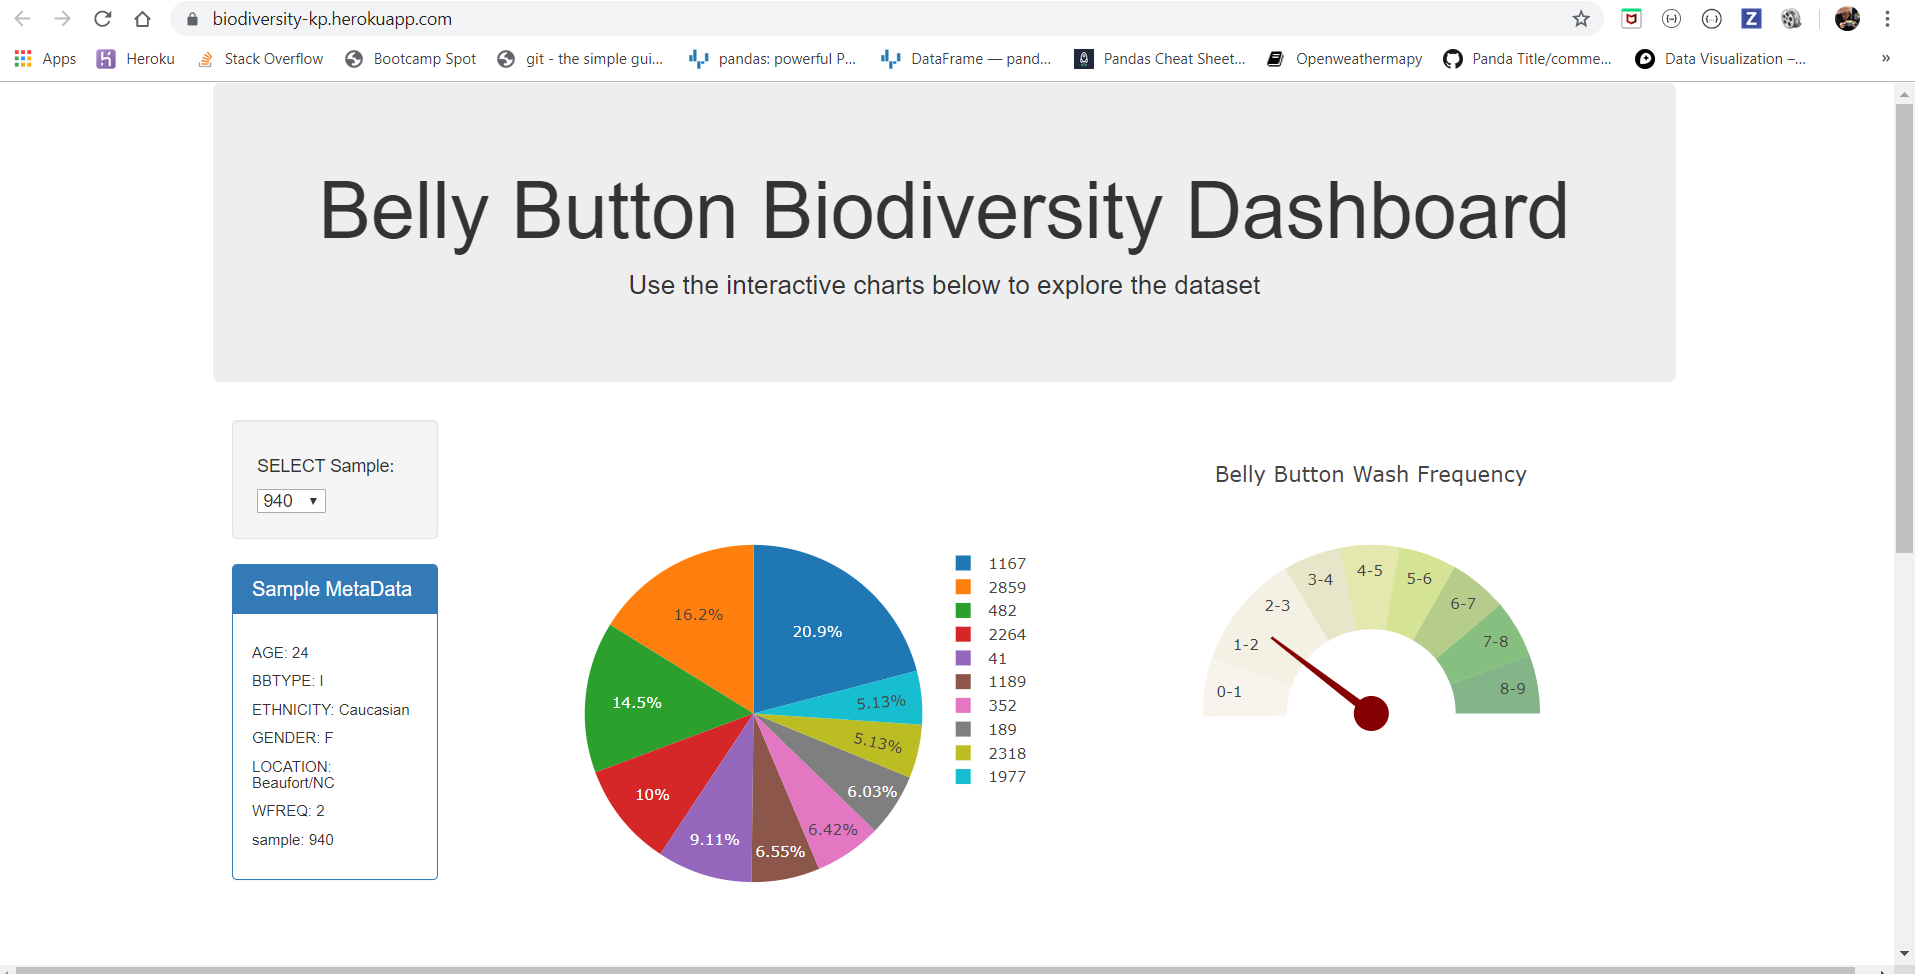 biodiversity-kp.herokuapp.com
Apps
Heroku
Stack Overflow
Bootcamp Spot
git - the simple gui...
pandas: powerful P...
DataFrame — pand...
Pandas Cheat Sheet...
Openweathermapy
Panda Title/comme...
Data Visualization –...
»
Belly Button Biodiversity Dashboard
Use the interactive charts below to explore the dataset
SELECT Sample:
940
Sample MetaData
AGE: 24
BBTYPE: I
ETHNICITY: Caucasian
GENDER: F
LOCATION:
Beaufort/NC
WFREQ: 2
sample: 940
20.9%
16.2%
14.5%
10%
9.11%
6.55%
6.42%
6.03%
5.13%
5.13%
1167
2859
482
2264
41
1189
352
189
2318
1977
Belly Button Wash Frequency
0-1
1-2
2-3
3-4
4-5
5-6
6-7
7-8
8-9